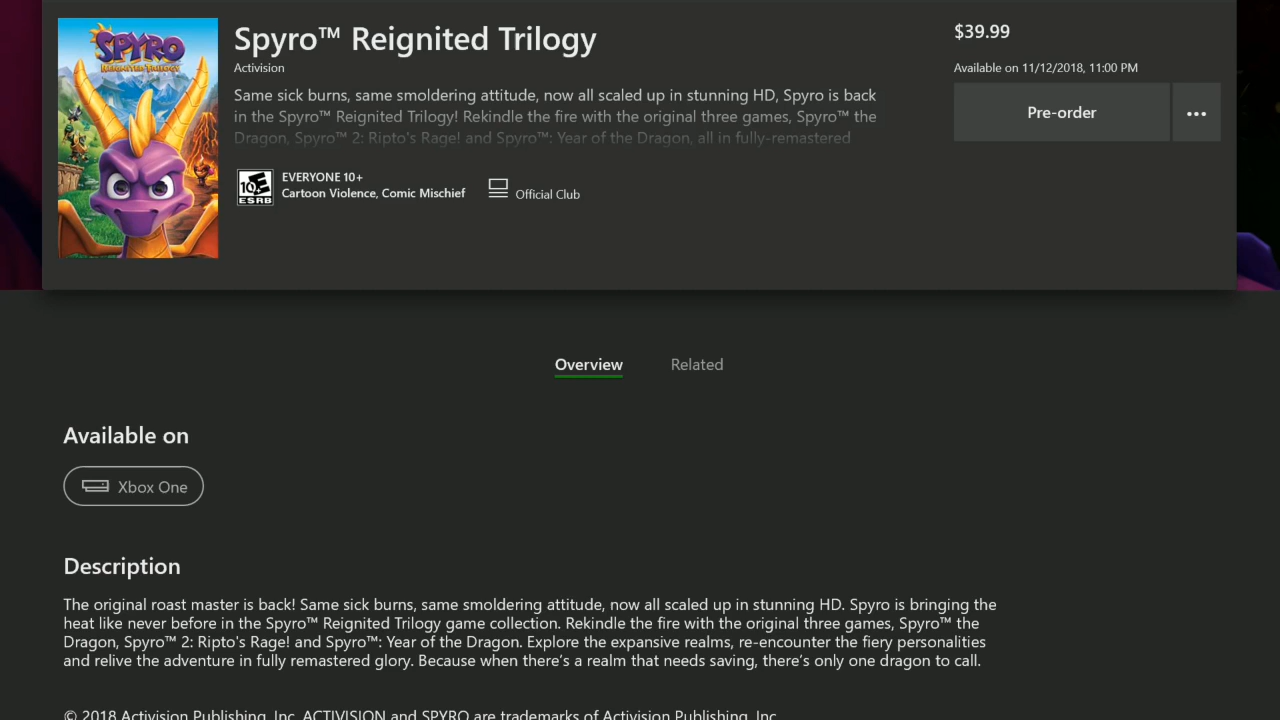 SPYRO
REIGNITED TRILOGY
Spyro™ Reignited Trilogy
Activision
Same sick burns, same smoldering attitude, now all scaled up in stunning HD, Spyro is back
in the Spyro™ Reignited Trilogy! Rekindle the fire with the original three games, Spyro™ the
Dragon, Spyro™ 2: Ripto's Rage! and Spyro™: Year of the Dragon, all in fully-remastered
E
10+
ESRB
EVERYONE 10+
Cartoon Violence, Comic Mischief
Official Club
$39.99
Available on 11/12/2018, 11:00 PM
Pre-order
Overview
Related
Available on
Xbox One
Description
The original roast master is back! Same sick burns, same smoldering attitude, now all scaled up in stunning HD. Spyro is bringing the
heat like never before in the Spyro™ Reignited Trilogy game collection. Rekindle the fire with the original three games, Spyro™ the
Dragon, Spyro™ 2: Ripto's Rage! and Spyro™: Year of the Dragon. Explore the expansive realms, re-encounter the fiery personalities
and relive the adventure in fully remastered glory. Because when there’s a realm that needs saving, there’s only one dragon to call.
© 2018 Activision Publishing, Inc. ACTIVISION and SPYRO are trademarks of Activision Publishing, Inc.